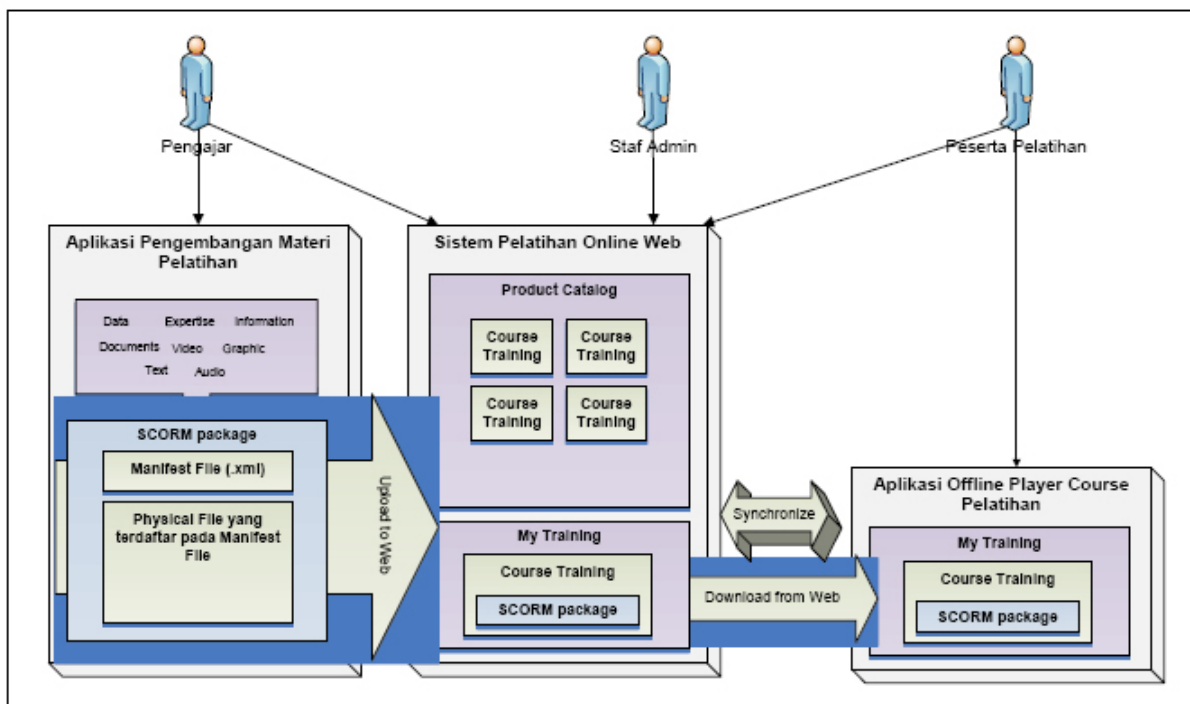 Pengajar
Staf Admin
Peserta Pelatihan
Aplikasi Pengembangan Materi
Pelatihan
Data Expertise Information
Documents Video Graphic
Text Audio
SCORM package
Manifest File (.xml)
Physical File yang
terdaftar pada Manifest
File
Upload to Web
Sistem Pelatihan Online Web
Product Catalog
Course
Training
Course
Training
Course
Training
Course
Training
My Training
Course Training
SCORM package
Synchronize
Download from Web
Aplikasi Offline Player Course
Pelatihan
My Training
Course Training
SCORM package